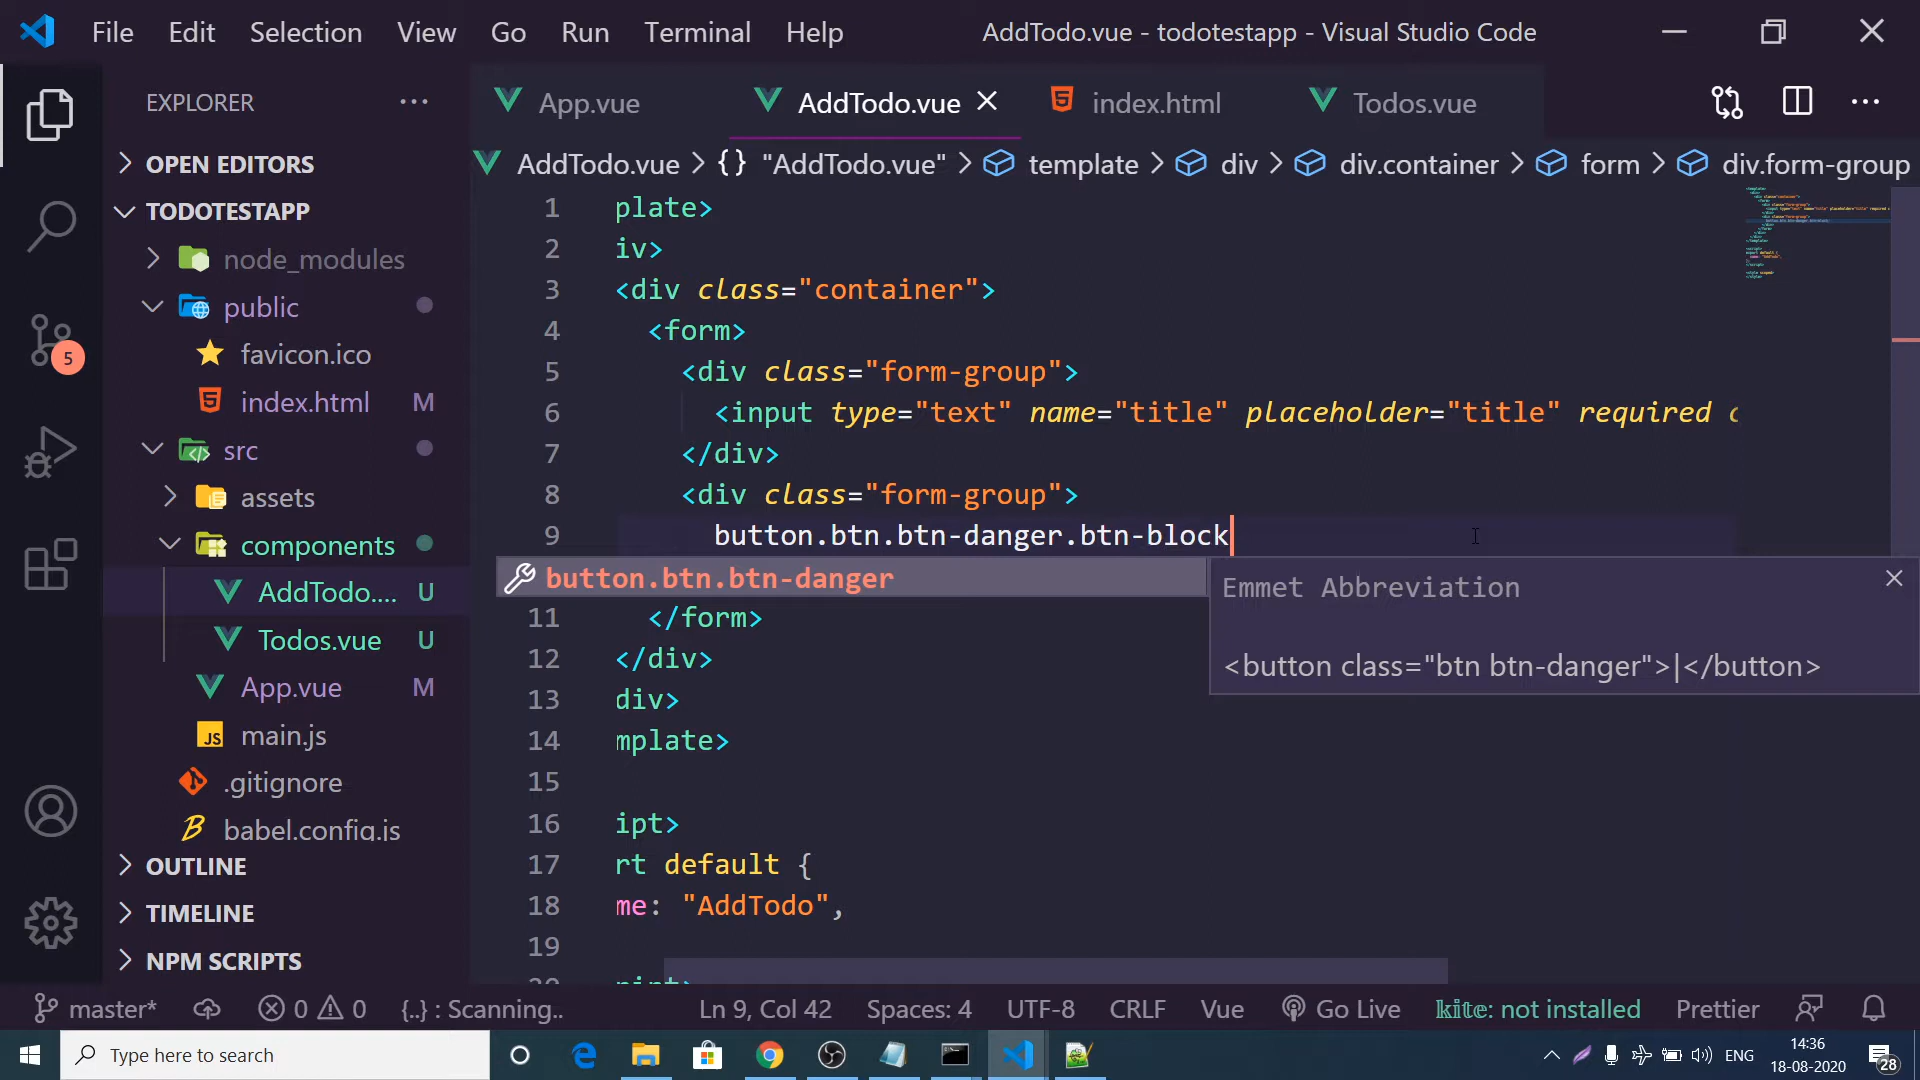 File Edit Selection View Go Run Terminal Help AddTodo.vue - todotestapp - Visual Studio Code
EXPLORER
App.vue AddTodo.vue index.html Todos.vue
AddTodo.vue > {} "AddTodo.vue" > template > div > div.container > form > div.form-group
OPEN EDITORS
TODOTESTAPP
node_modules
public
favicon.ico
index.html M
src
assets
components
AddTodo.... U
Todos.vue U
App.vue M
main.js
.gitignore
babel.config.js
OUTLINE
TIMELINE
NPM SCRIPTS
5
1 plate>
2 iv>
3 <div class="container">
4 <form>
5 <div class="form-group">
6 <input type="text" name="title" placeholder="title" required c
7 </div>
8 <div class="form-group">
9 button.btn.btn-danger.btn-block
button.btn.btn-danger
Emmet Abbreviation
<button class="btn btn-danger">|</button>
11 </form>
12 </div>
13 div>
14 mplate>
15
16 ipt>
17 rt default {
18 me: "AddTodo",
19
master* 0 0 {..} : Scanning.. Ln 9, Col 42 Spaces: 4 UTF-8 CRLF Vue Go Live kite: not installed Prettier
Type here to search
ENG
14:36
18-08-2020
28